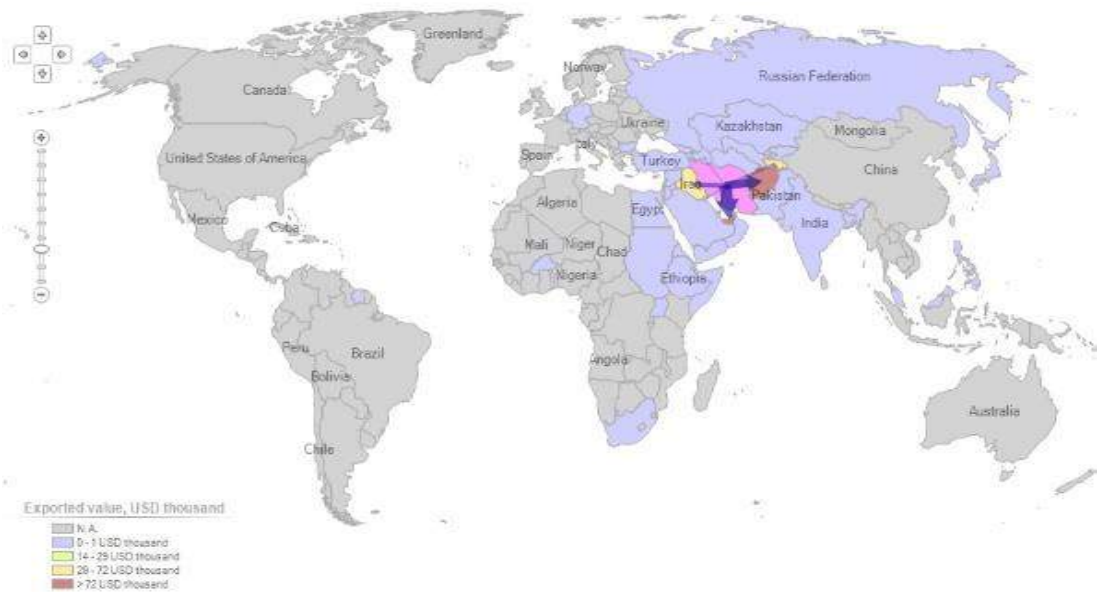 Greenland
Norway
Russian Federation
Canada
Ukraine
Kazakhstan
Mongolia
United States of America
Spain
Italy
Turkey
China
Iraq
Pakistan
Mexico
Algeria
Egypt
India
Cuba
Mali
Niger
Chad
Nigeria
Ethiopia
Peru
Brazil
Angola
Bolivia
Australia
Chile
Exported value, USD thousand
N.A.
0 - 1 USD thousand
14 - 29 USD thousand
29 - 72 USD thousand
> 72 USD thousand